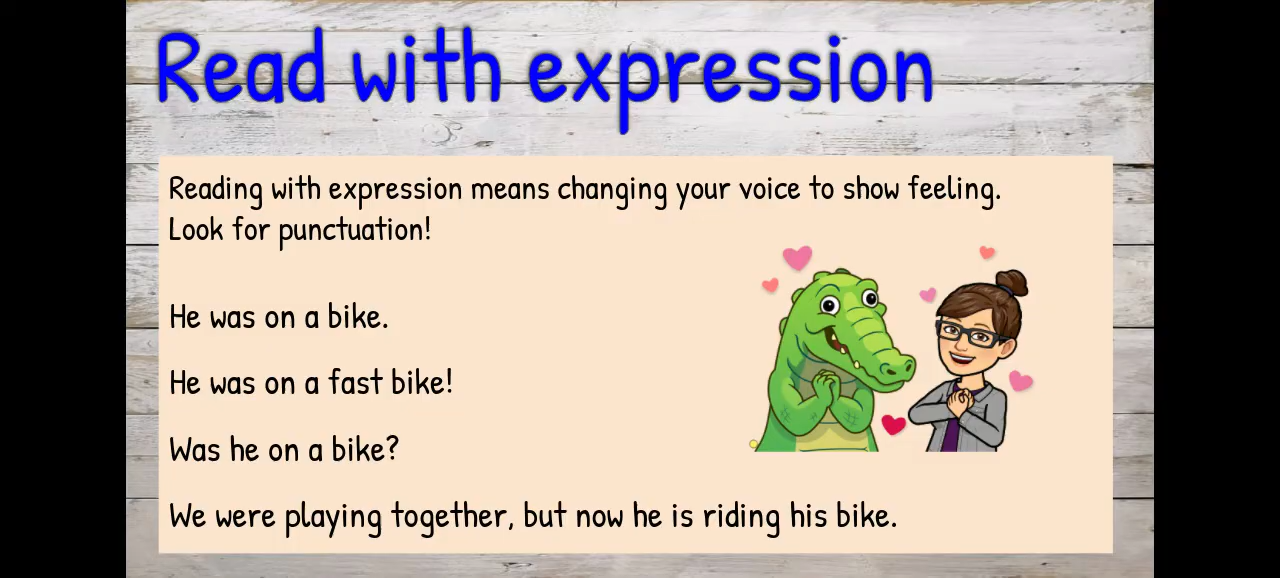 Read with expression
Reading with expression means changing your voice to show feeling.
Look for punctuation!
He was on a bike.
He was on a fast bike!
Was he on a bike?
We were playing together, but now he is riding his bike.